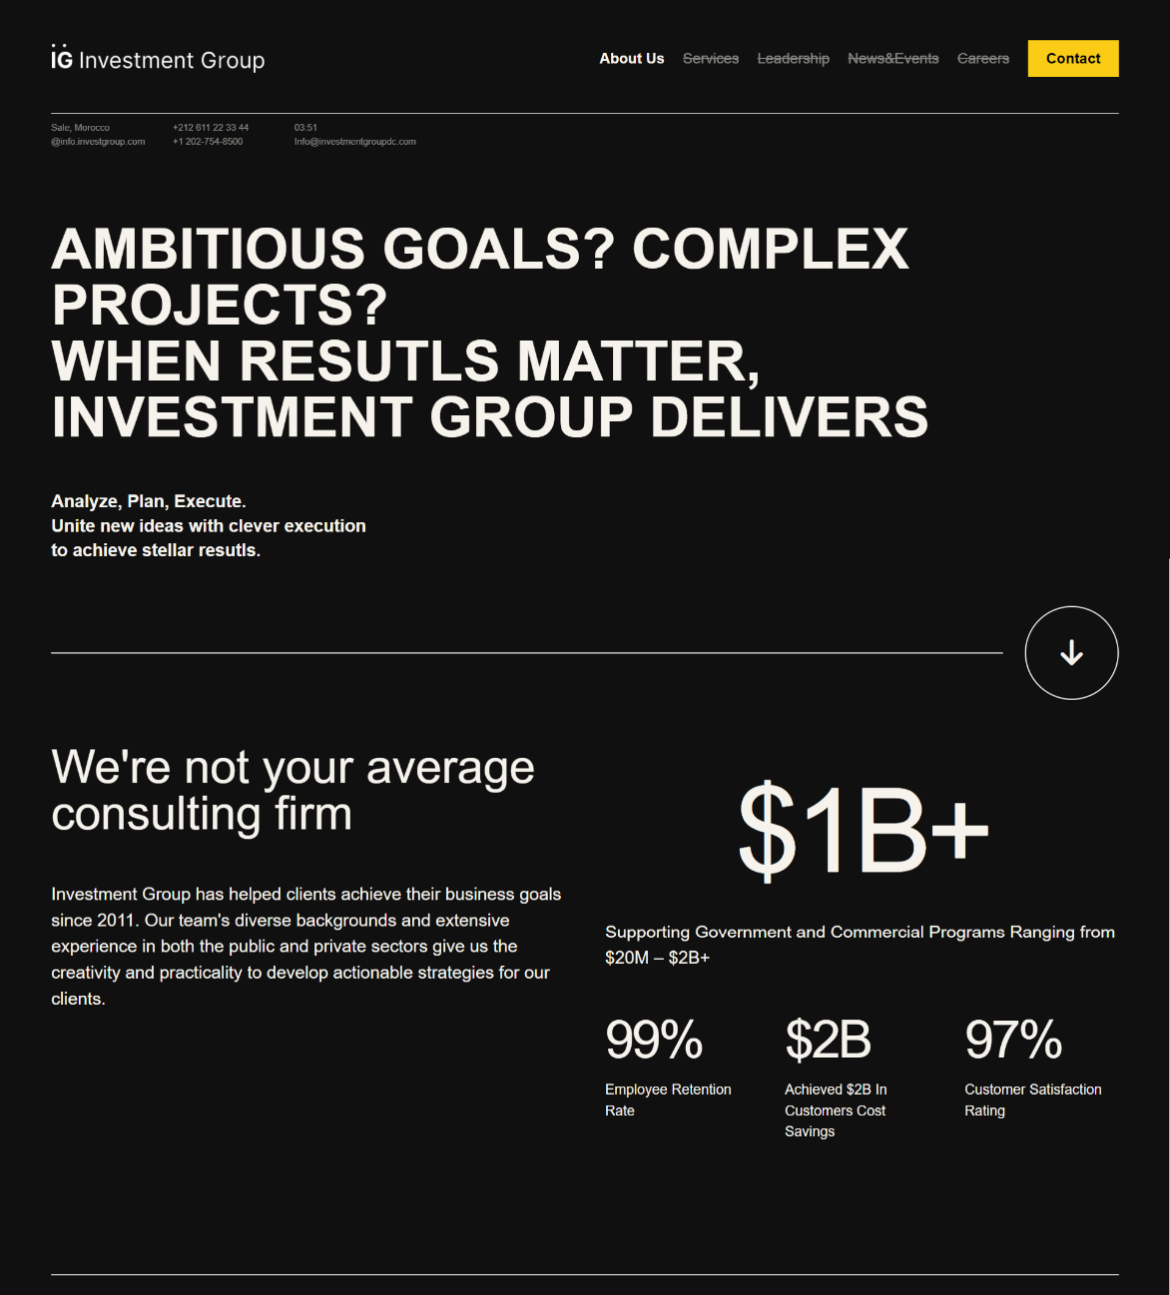 iG Investment Group
About Us Services Leadership News&Events Careers Contact
Sale, Morocco +212 611 22 33 44 03:51
@info.investgroup.com +1 202-754-8500 Info@investmentgroupdc.com
AMBITIOUS GOALS? COMPLEX
PROJECTS?
WHEN RESUTLS MATTER,
INVESTMENT GROUP DELIVERS
Analyze, Plan, Execute.
Unite new ideas with clever execution
to achieve stellar resutls.
We're not your average
consulting firm
Investment Group has helped clients achieve their business goals
since 2011. Our team's diverse backgrounds and extensive
experience in both the public and private sectors give us the
creativity and practicality to develop actionable strategies for our
clients.
$1B+
Supporting Government and Commercial Programs Ranging from
$20M – $2B+
99%
Employee Retention
Rate
$2B
Achieved $2B In
Customers Cost
Savings
97%
Customer Satisfaction
Rating